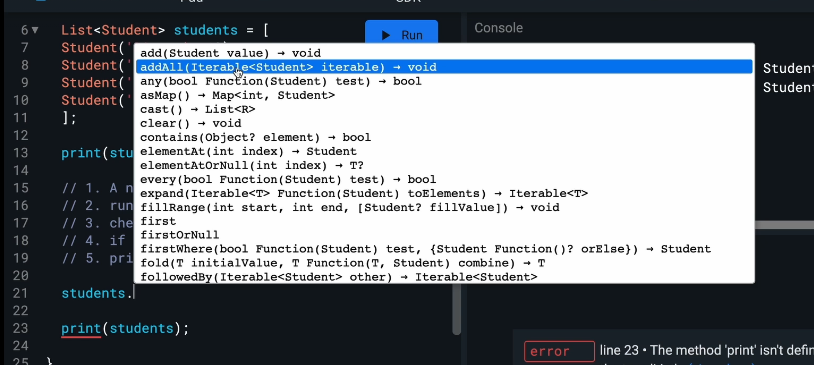 6 List<Student> students = [
Run
Console
7 Student('
8 Student('
9 Student('
10 Student('
11 ];
12
13 print(stu
14
15 // 1. A n
16 // 2. run
17 // 3. che
18 // 4. if
19 // 5. pri
20
21 students.
22
23 print(students);
24
25 }
add(Student value) → void
addAll(Iterable<Student> iterable) → void
any(bool Function(Student) test) → bool
asMap() → Map<int, Student>
cast() → List<R>
clear() → void
contains(Object? element) → bool
elementAt(int index) → Student
elementAtOrNull(int index) → T?
every(bool Function(Student) test) → bool
expand(Iterable<T> Function(Student) toElements) → Iterable<T>
fillRange(int start, int end, [Student? fillValue]) → void
first
firstOrNull
firstWhere(bool Function(Student) test, {Student Function()? orElse}) → Student
fold(T initialValue, T Function(T, Student) combine) → T
followedBy(Iterable<Student> other) → Iterable<Student>
Student
Student
error line 23 • The method 'print' isn't defin